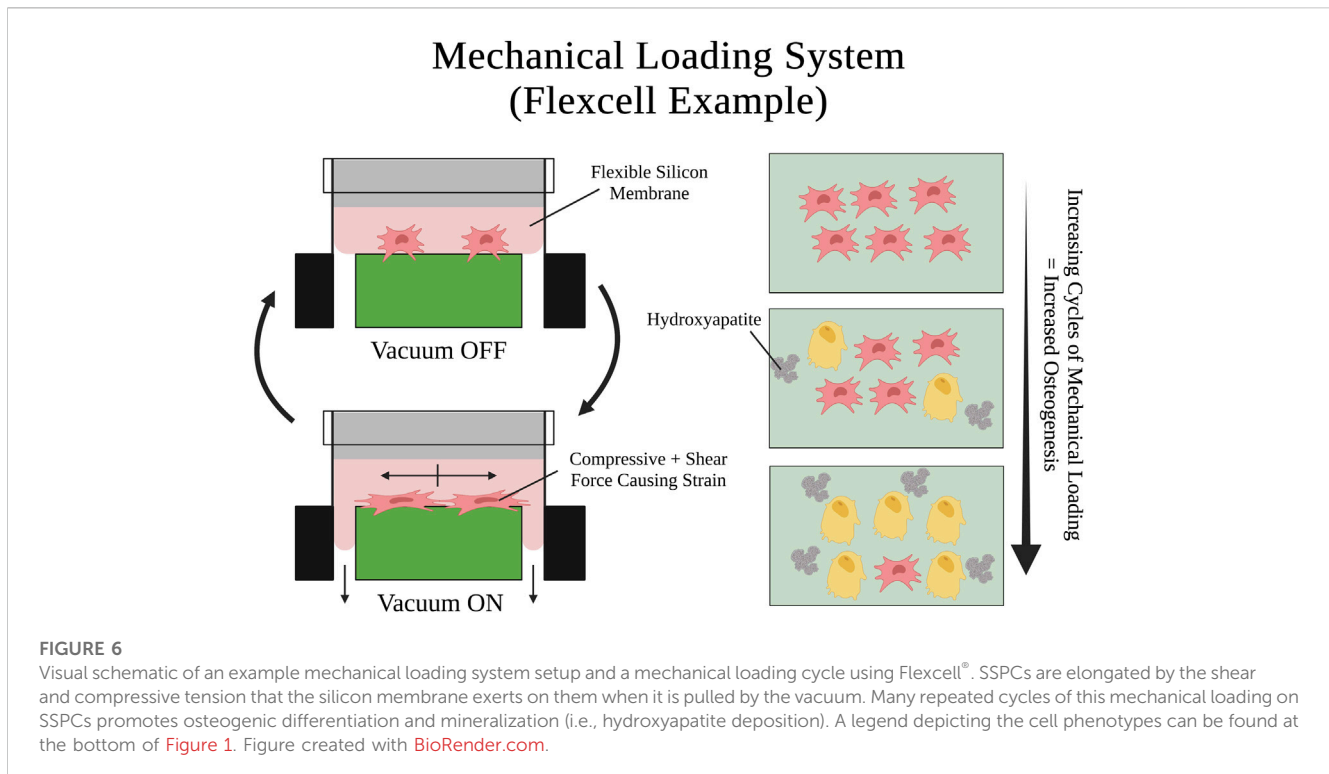 Mechanical Loading System
(Flexcell Example)
Flexible Silicon
Membrane
Vacuum OFF
Compressive + Shear
Force Causing Strain
Vacuum ON
Hydroxyapatite
Increasing Cycles of Mechanical Loading
= Increased Osteogenesis
FIGURE 6
Visual schematic of an example mechanical loading system setup and a mechanical loading cycle using Flexcell®. SSPCs are elongated by the shear
and compressive tension that the silicon membrane exerts on them when it is pulled by the vacuum. Many repeated cycles of this mechanical loading on
SSPCs promotes osteogenic differentiation and mineralization (i.e., hydroxyapatite deposition). A legend depicting the cell phenotypes can be found at
the bottom of Figure 1. Figure created with BioRender.com.